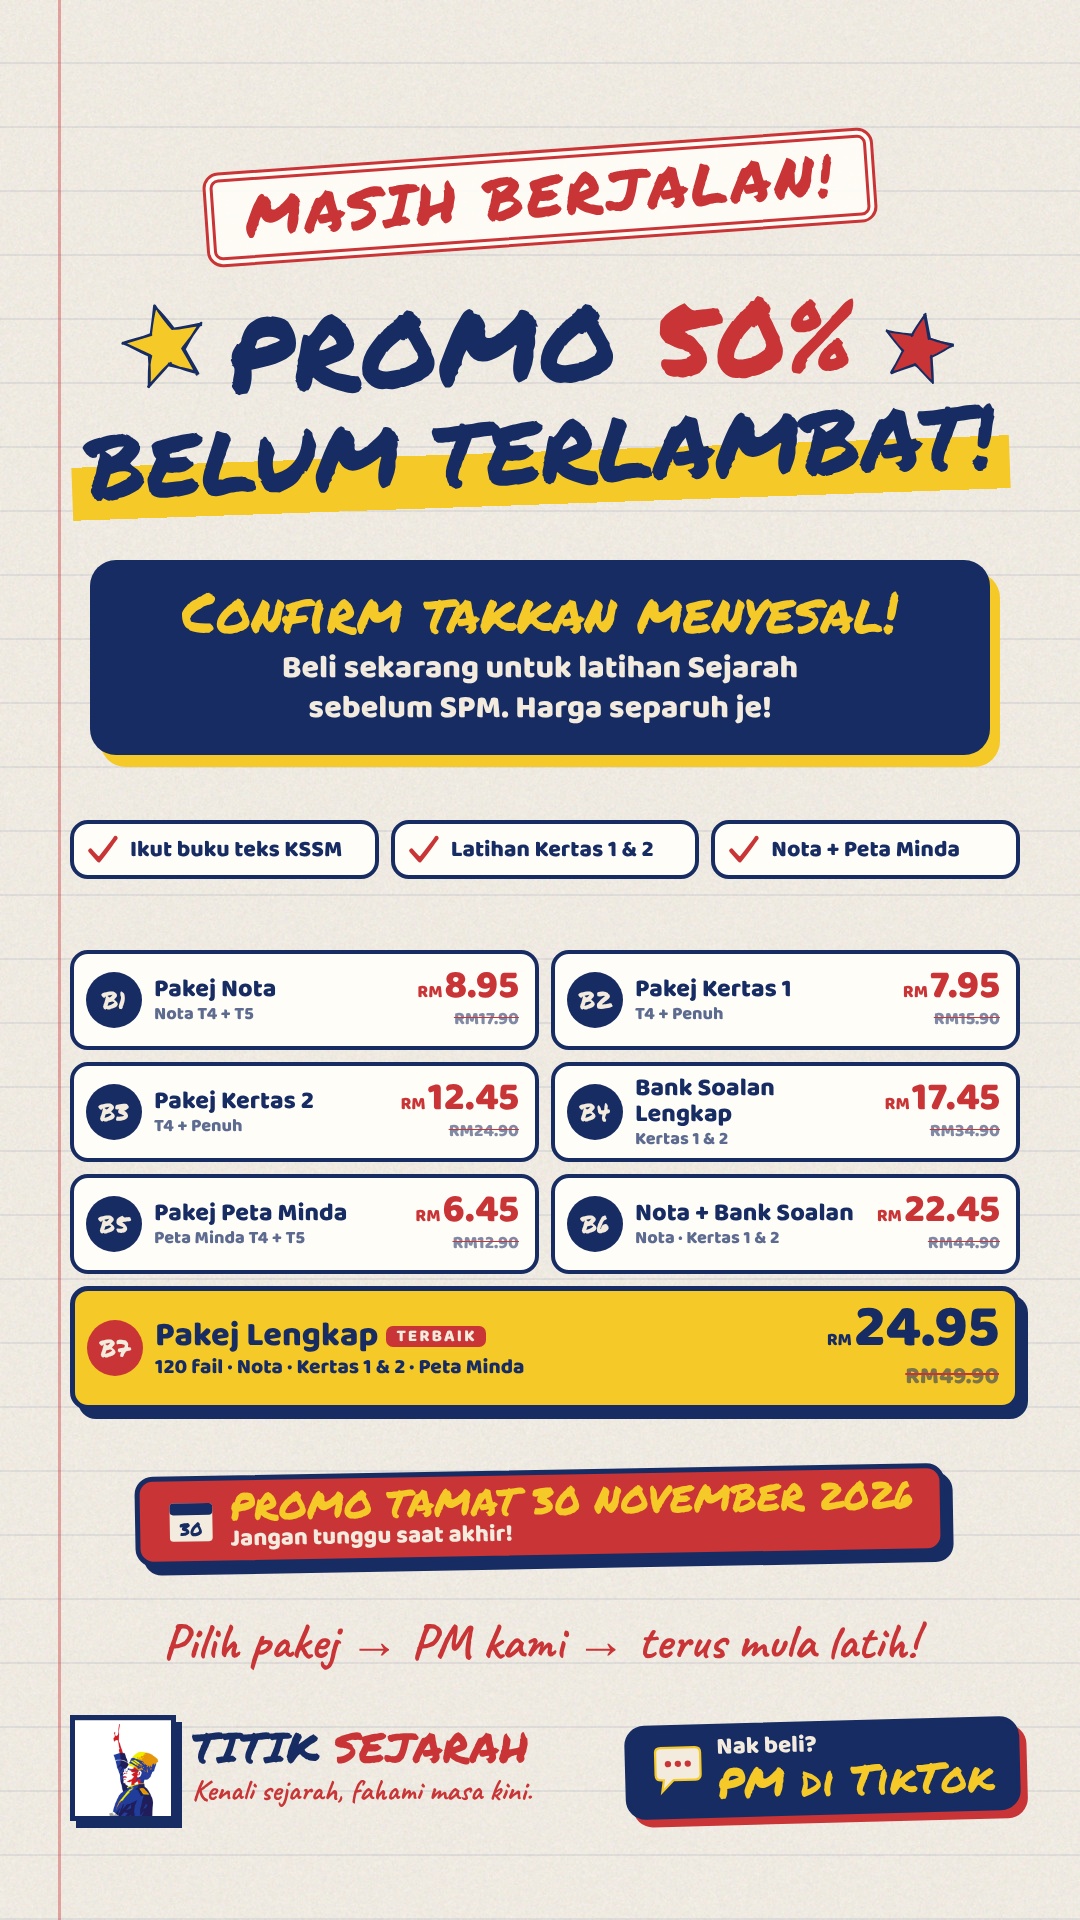 MASIH BERJALAN!
PROMO 50%
BELUM TERLAMBAT!
CONFIRM TAKKAN MENYESAL!
Beli sekarang untuk latihan Sejarah
sebelum SPM. Harga separuh je!
Ikut buku teks KSSM
Latihan Kertas 1 & 2
Nota + Peta Minda
B1 Pakej Nota RM8.95
Nota T4 + T5 RM17.90
B2 Pakej Kertas 1 RM7.95
T4 + Penuh RM15.90
B3 Pakej Kertas 2 RM12.45
T4 + Penuh RM24.90
B4 Bank Soalan
Lengkap RM17.45
Kertas 1 & 2 RM34.90
B5 Pakej Peta Minda RM6.45
Peta Minda T4 + T5 RM12.90
B6 Nota + Bank Soalan RM22.45
Nota · Kertas 1 & 2 RM44.90
B7 Pakej Lengkap TERBAIK RM24.95
120 fail · Nota · Kertas 1 & 2 · Peta Minda RM49.90
30 PROMO TAMAT 30 NOVEMBER 2026
Jangan tunggu saat akhir!
Pilih pakej → PM kami → terus mula latih!
TITIK SEJARAH
Kenali sejarah, fahami masa kini.
Nak beli?
PM DI TIKTOK